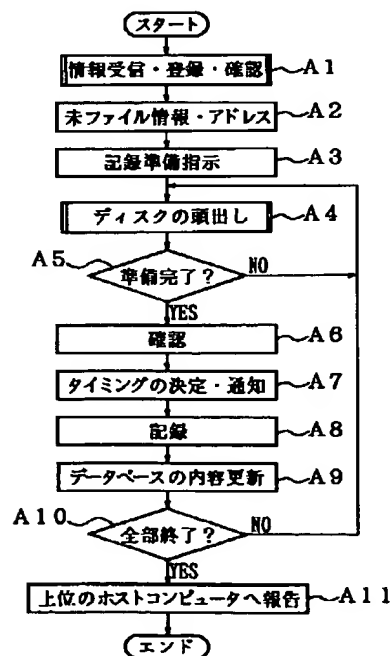 スタート
情報受信・登録・確認 A1
未ファイル情報・アドレス A2
記録準備指示 A3
ディスクの頭出し A4
A5 準備完了? NO
YES
確認 A6
タイミングの決定・通知 A7
記録 A8
データベースの内容更新 A9
A10 全部終了? NO
YES
上位のホストコンピュータへ報告 A11
エンド